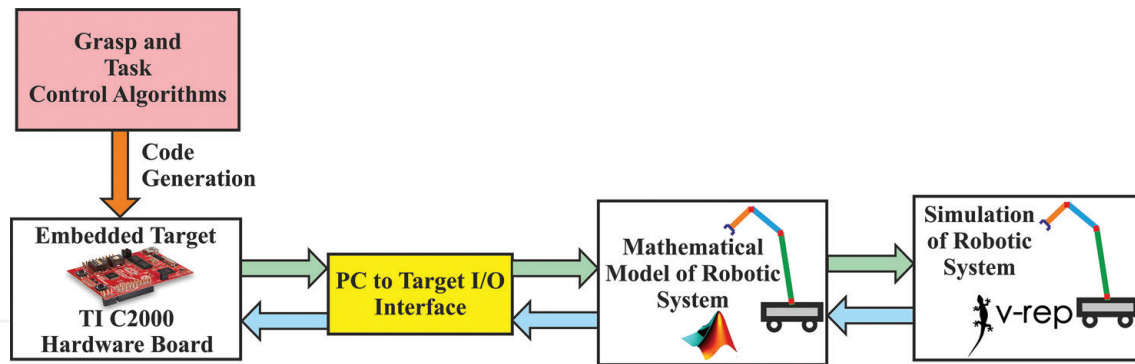 Grasp and
Task
Control Algorithms
Code
Generation
Embedded Target
TI C2000
Hardware Board
PC to Target I/O
Interface
Mathematical
Model of Robotic
System
Simulation
of Robotic
System
v-rep